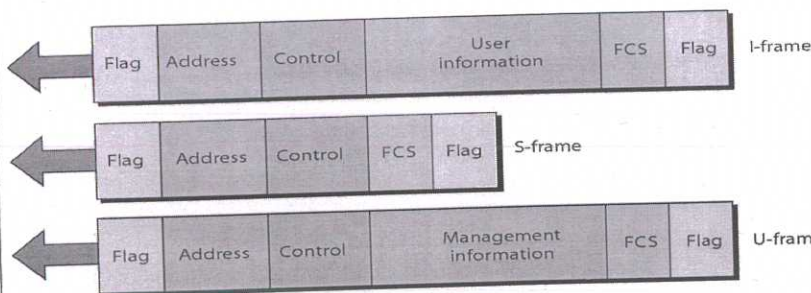 Flag Address Control User information FCS Flag I-frame
Flag Address Control FCS Flag S-frame
Flag Address Control Management information FCS Flag U-fram